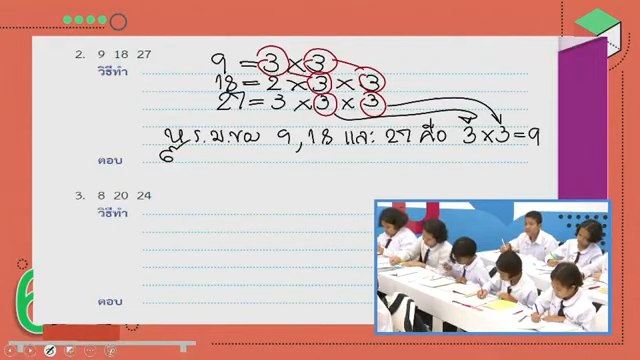 2. 9 18 27
วิธีทำ
9 = 3 × 3
18 = 2 × 3 × 3
27 = 3 × 3 × 3
ห.ร.ม.ของ 9, 18 และ 27 คือ 3 × 3 = 9
ตอบ
3. 8 20 24
วิธีทำ
ตอบ